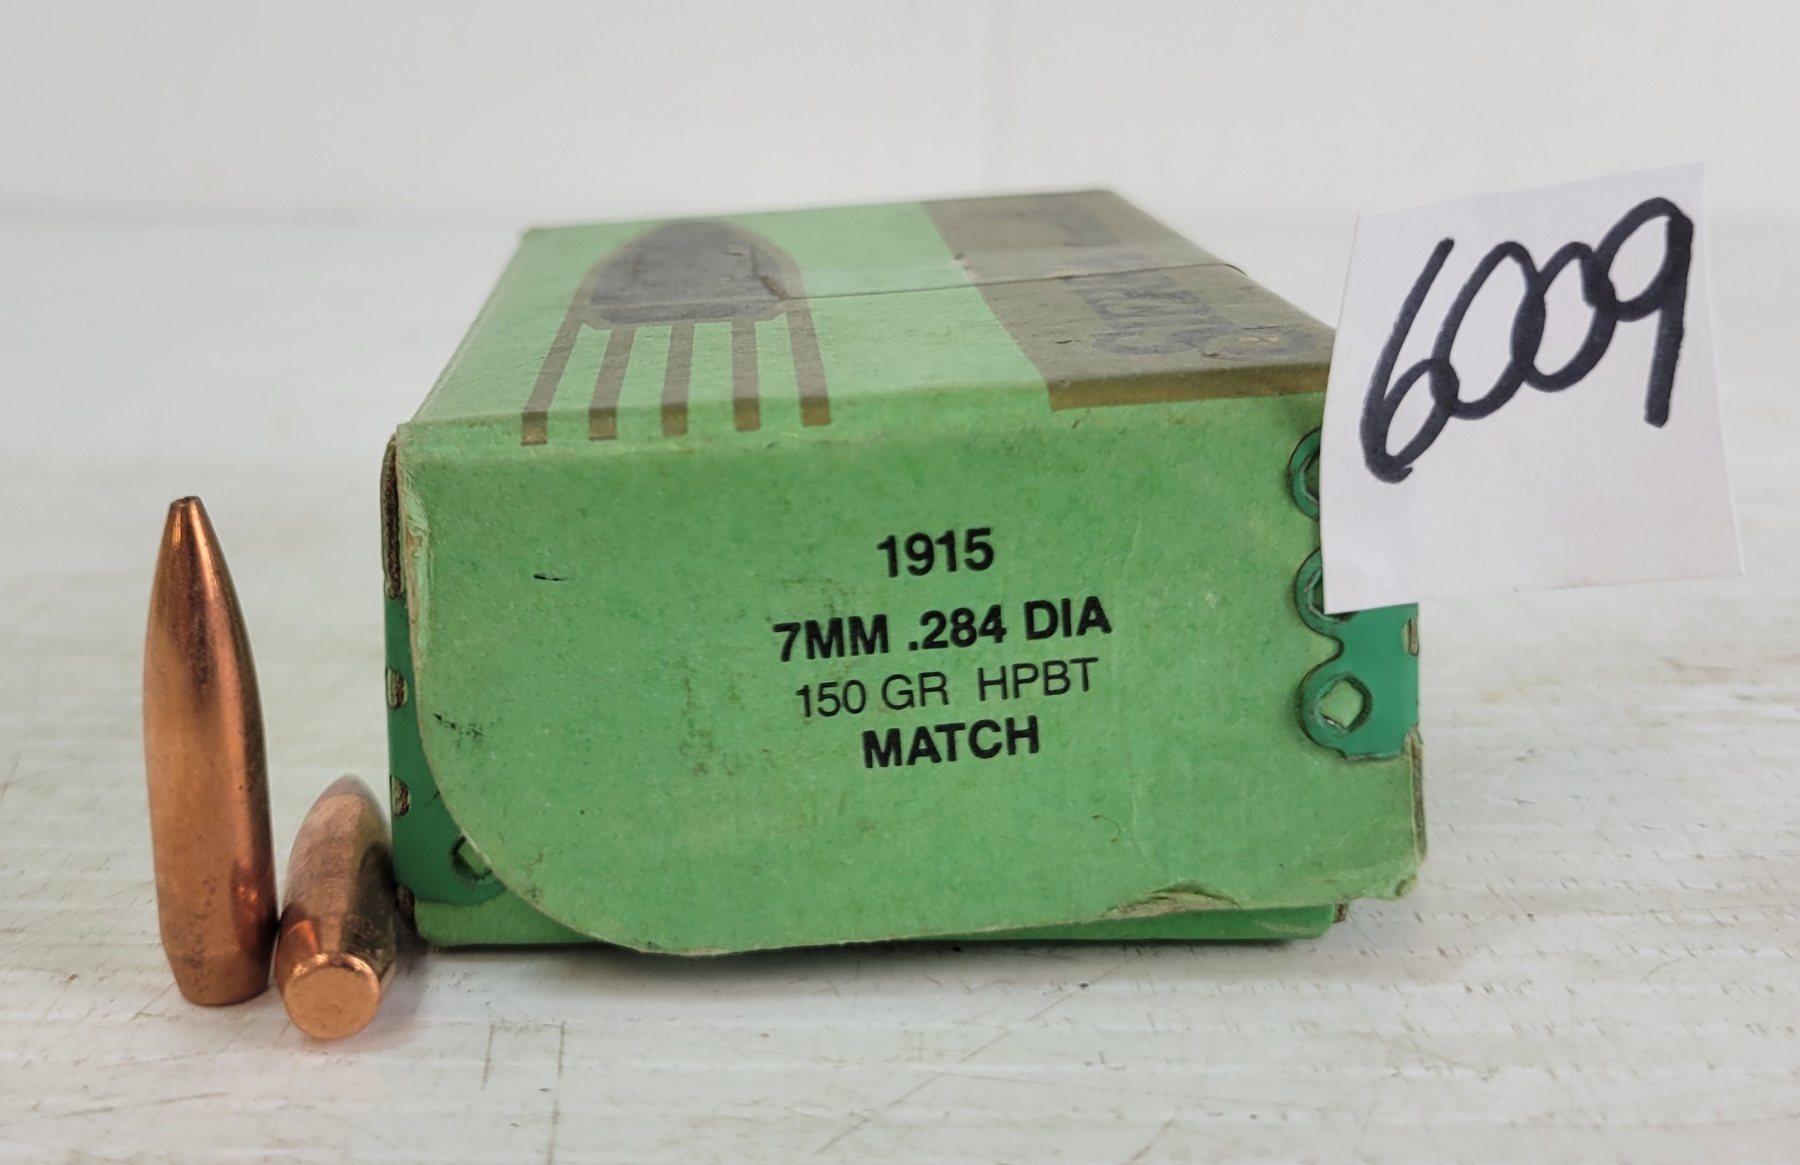 1915
7MM .284 DIA
150 GR HPBT
MATCH
6009